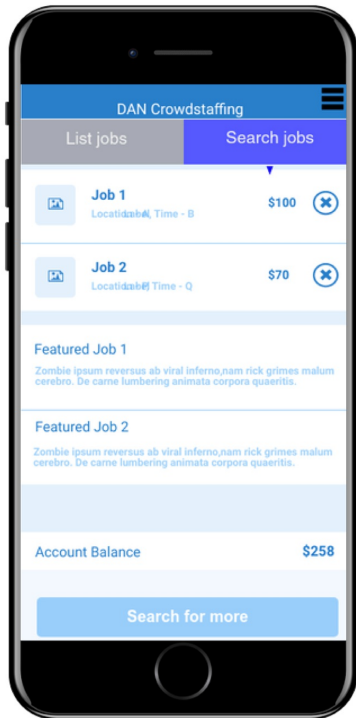 DAN Crowdstaffing
List jobs
Search jobs
Job 1
$100
Time - B
Job 2
$70
Time - Q
Featured Job 1
Zombie ipsum reversus ab viral inferno,nam rick grimes malum
cerebro. De carne lumbering animata corpora quaeritis.
Featured Job 2
Zombie ipsum reversus ab viral inferno,nam rick grimes malum
cerebro. De carne lumbering animata corpora quaeritis.
Account Balance
$258
Search for more